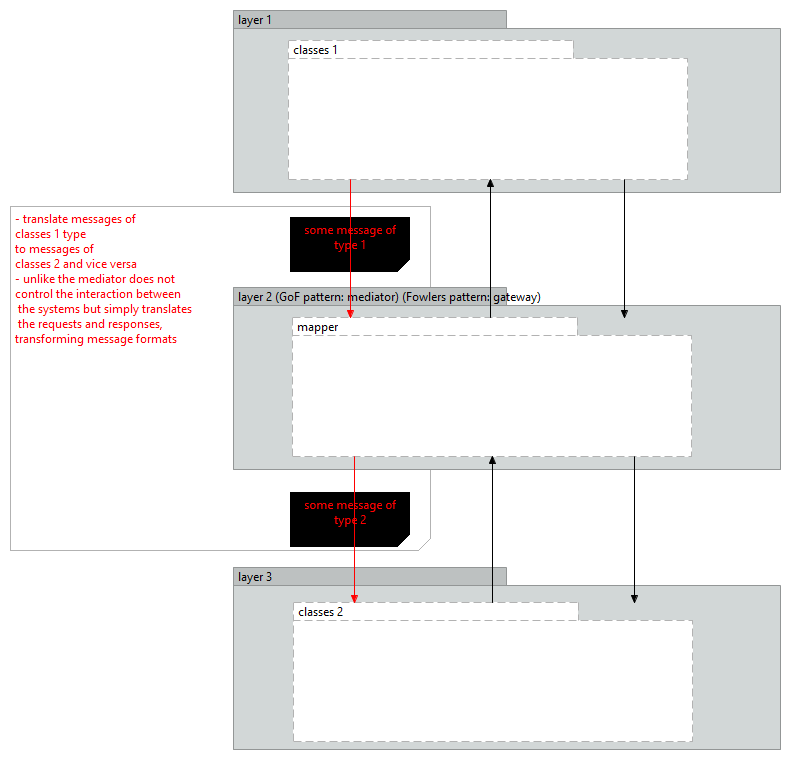 layer 1
classes 1
- translate messages of
classes 1 type
to messages of
classes 2 and vice versa
- unlike the mediator does not
control the interaction between
the systems but simply translates
the requests and responses,
transforming message formats
some message of
type 1
layer 2 (GoF pattern: mediator) (Fowlers pattern: gateway)
mapper
some message of
type 2
layer 3
classes 2